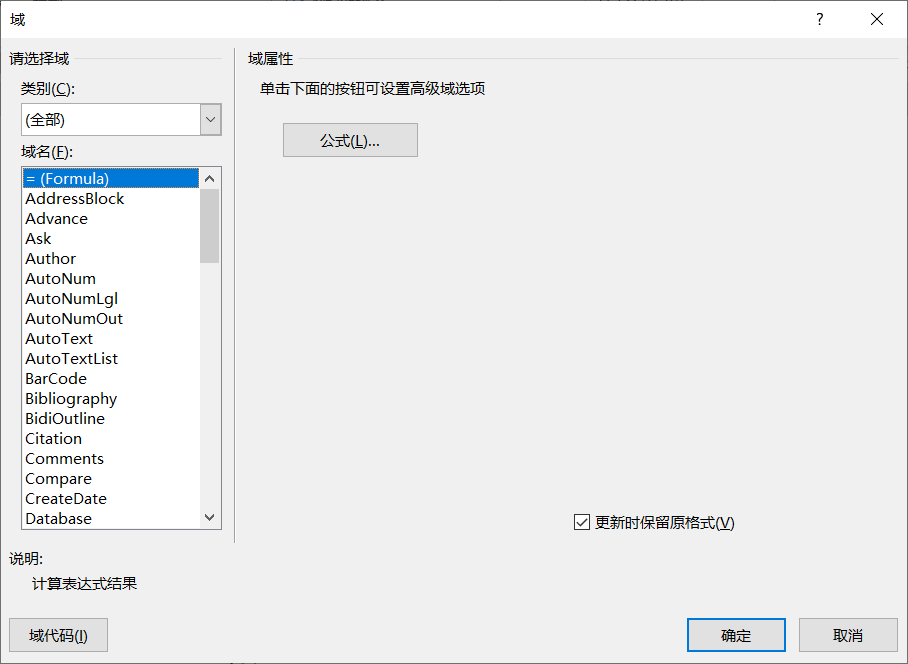 域
?
请选择域
类别(C):
(全部)
域名(F):
= (Formula)
AddressBlock
Advance
Ask
Author
AutoNum
AutoNumLgl
AutoNumOut
AutoText
AutoTextList
BarCode
Bibliography
BidiOutline
Citation
Comments
Compare
CreateDate
Database
域属性
单击下面的按钮可设置高级域选项
公式(L)...
更新时保留原格式(V)
说明:
计算表达式结果
域代码(I)
确定
取消